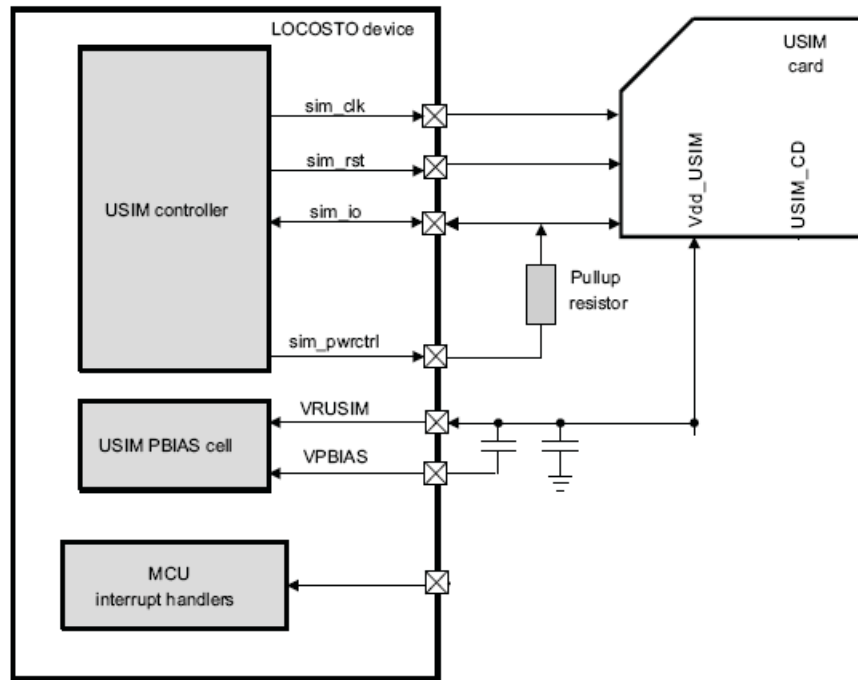 LOCOSTO device
USIM
card
sim_clk
sim_rst
USIM controller
sim_io
Vdd_USIM
USIM_CD
Pullup
resistor
sim_pwrctrl
VRUSIM
USIM PBIAS cell
VPBIAS
MCU
interrupt handlers